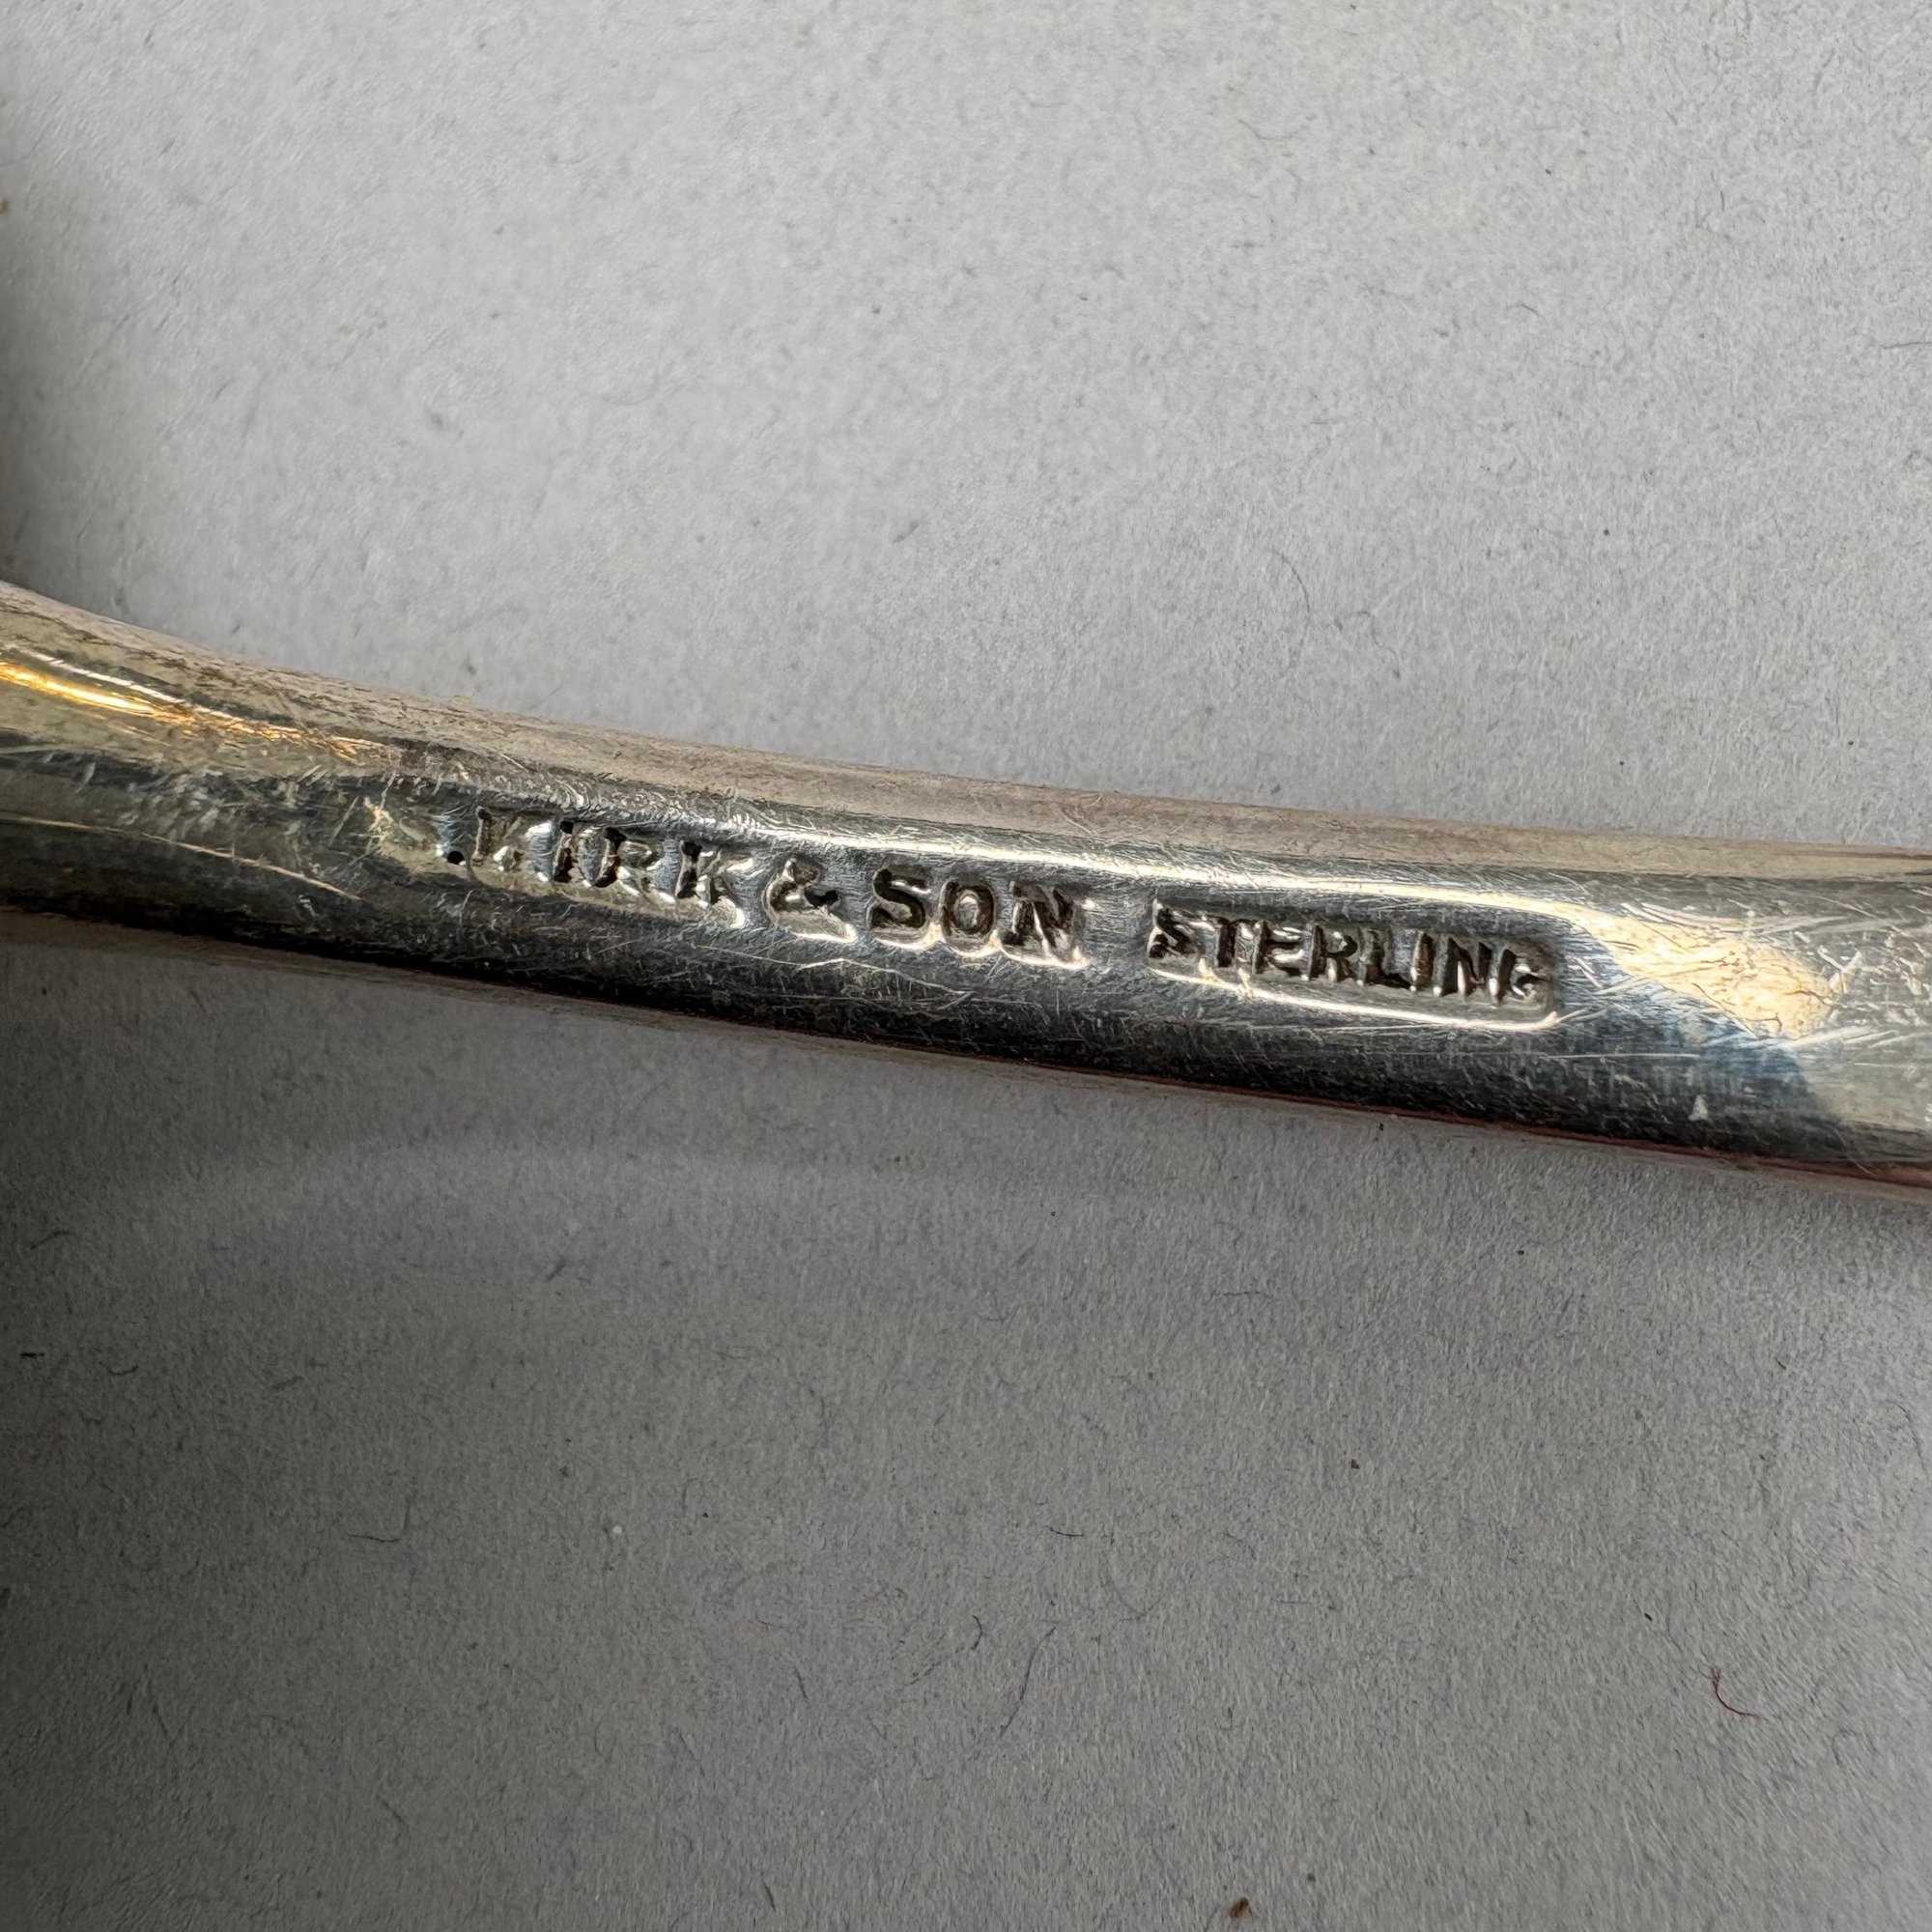 .KIRK & SON STERLING